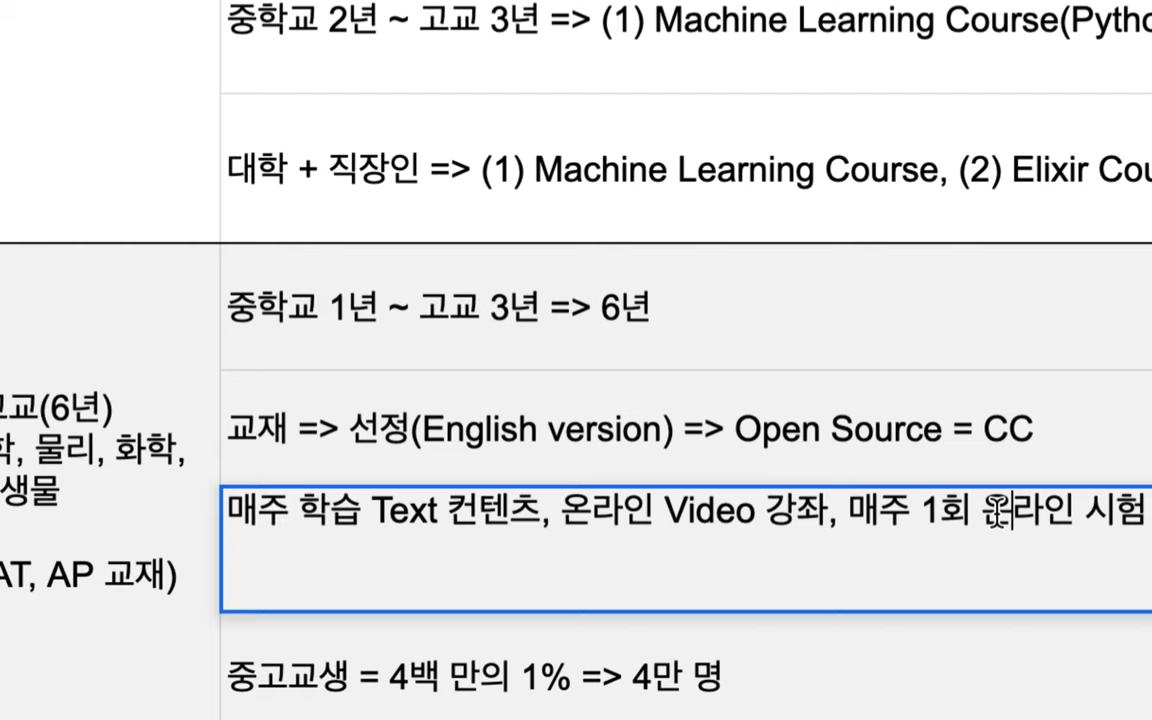 중학교 2년 ~ 고교 3년 => (1) Machine Learning Course(Pytho
대학 + 직장인 => (1) Machine Learning Course, (2) Elixir Cou
중학교 1년 ~ 고교 3년 => 6년
고교(6년)
학, 물리, 화학,
생물
AT, AP 교재)
교재 => 선정(English version) => Open Source = CC
매주 학습 Text 컨텐츠, 온라인 Video 강좌, 매주 1회 온라인 시험
중고교생 = 4백 만의 1% => 4만 명